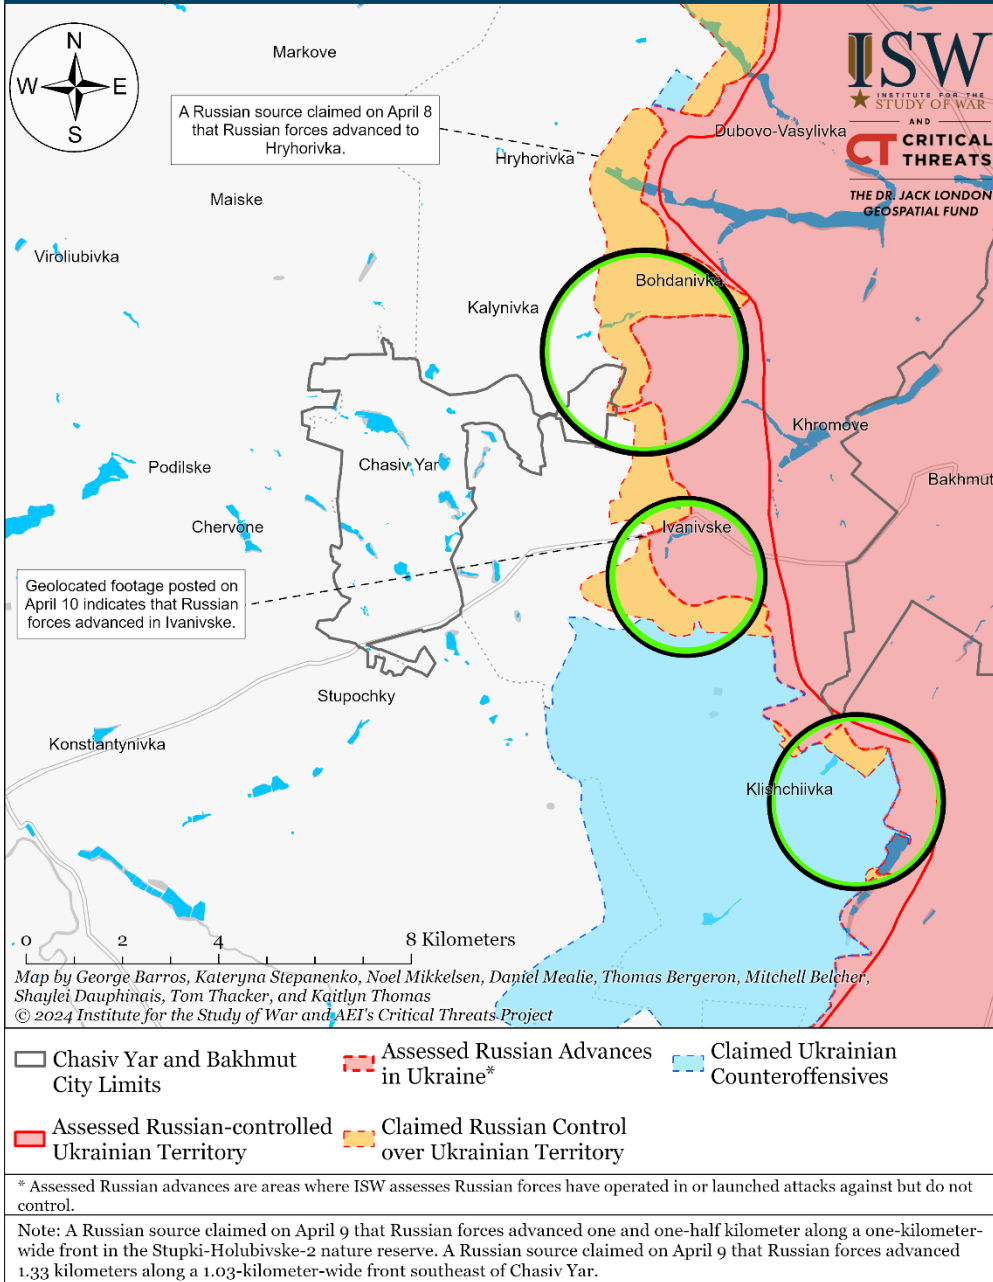 N
W
E
S
Markove
ISW
INSTITUTE FOR THE
STUDY OF WAR
AND
CT CRITICAL
THREATS
THE DR. JACK LONDON
GEOSPATIAL FUND
A Russian source claimed on April 8
that Russian forces advanced to
Hryhorivka.
Dubovo-Vasylivka
Hryhorivka
Maiske
Viroliubivka
Bohdanivka
Kalynivka
Khromove
Podilske
Chasiv Yar
Bakhmut
Chervone
Ivanivske
Geolocated footage posted on
April 10 indicates that Russian
forces advanced in Ivanivske.
Stupochky
Konstiantynivka
Klishchiivka
0 2 4 8 Kilometers
Map by George Barros, Kateryna Stepanenko, Noel Mikkelsen, Daniel Mealie, Thomas Bergeron, Mitchell Belcher,
Shaylei Dauphinais, Tom Thacker, and Kaitlyn Thomas
© 2024 Institute for the Study of War and AEI's Critical Threats Project
Chasiv Yar and Bakhmut
City Limits
Assessed Russian Advances
in Ukraine*
Claimed Ukrainian
Counteroffensives
Assessed Russian-controlled
Ukrainian Territory
Claimed Russian Control
over Ukrainian Territory
* Assessed Russian advances are areas where ISW assesses Russian forces have operated in or launched attacks against but do not
control.
Note: A Russian source claimed on April 9 that Russian forces advanced one and one-half kilometer along a one-kilometer-
wide front in the Stupki-Holubivske-2 nature reserve. A Russian source claimed on April 9 that Russian forces advanced
1.33 kilometers along a 1.03-kilometer-wide front southeast of Chasiv Yar.